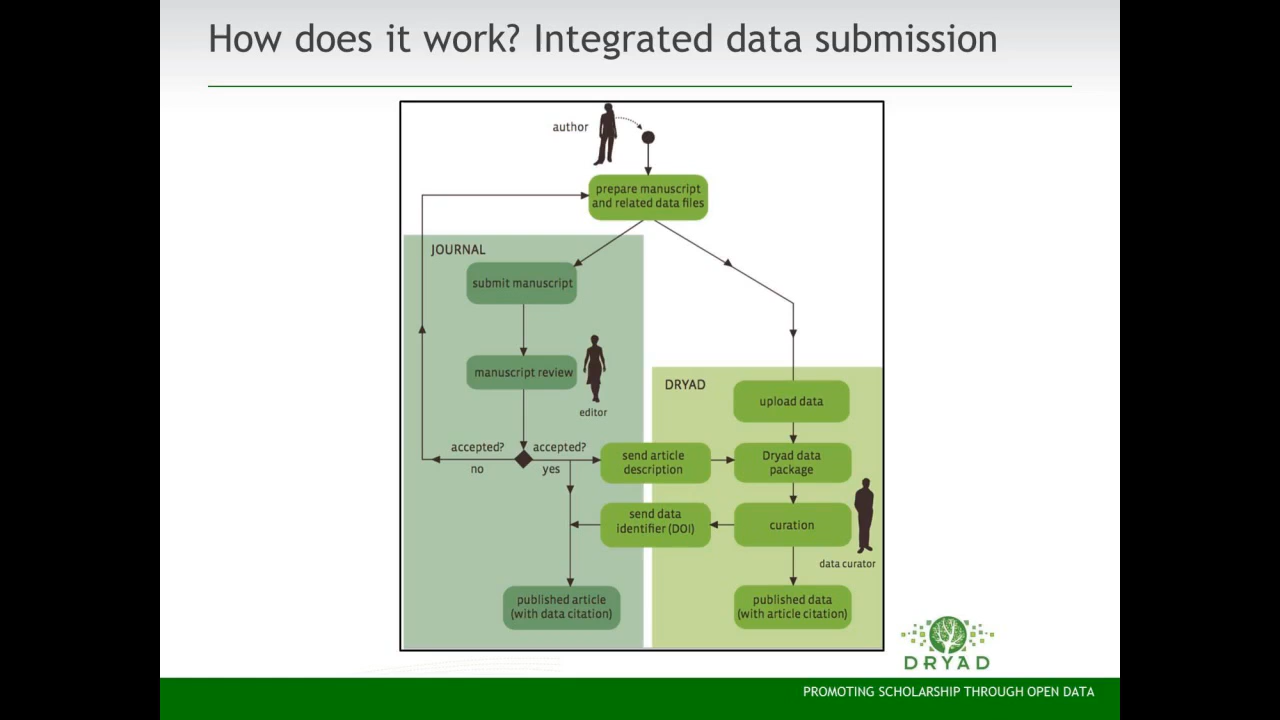 How does it work? Integrated data submission
author
prepare manuscript
and related data files
JOURNAL
submit manuscript
manuscript review
editor
DRYAD
upload data
accepted?
no
accepted?
yes
send article
description
Dryad data
package
send data
identifier (DOI)
curation
data curator
published article
(with data citation)
published data
(with article citation)
DRYAD
PROMOTING SCHOLARSHIP THROUGH OPEN DATA